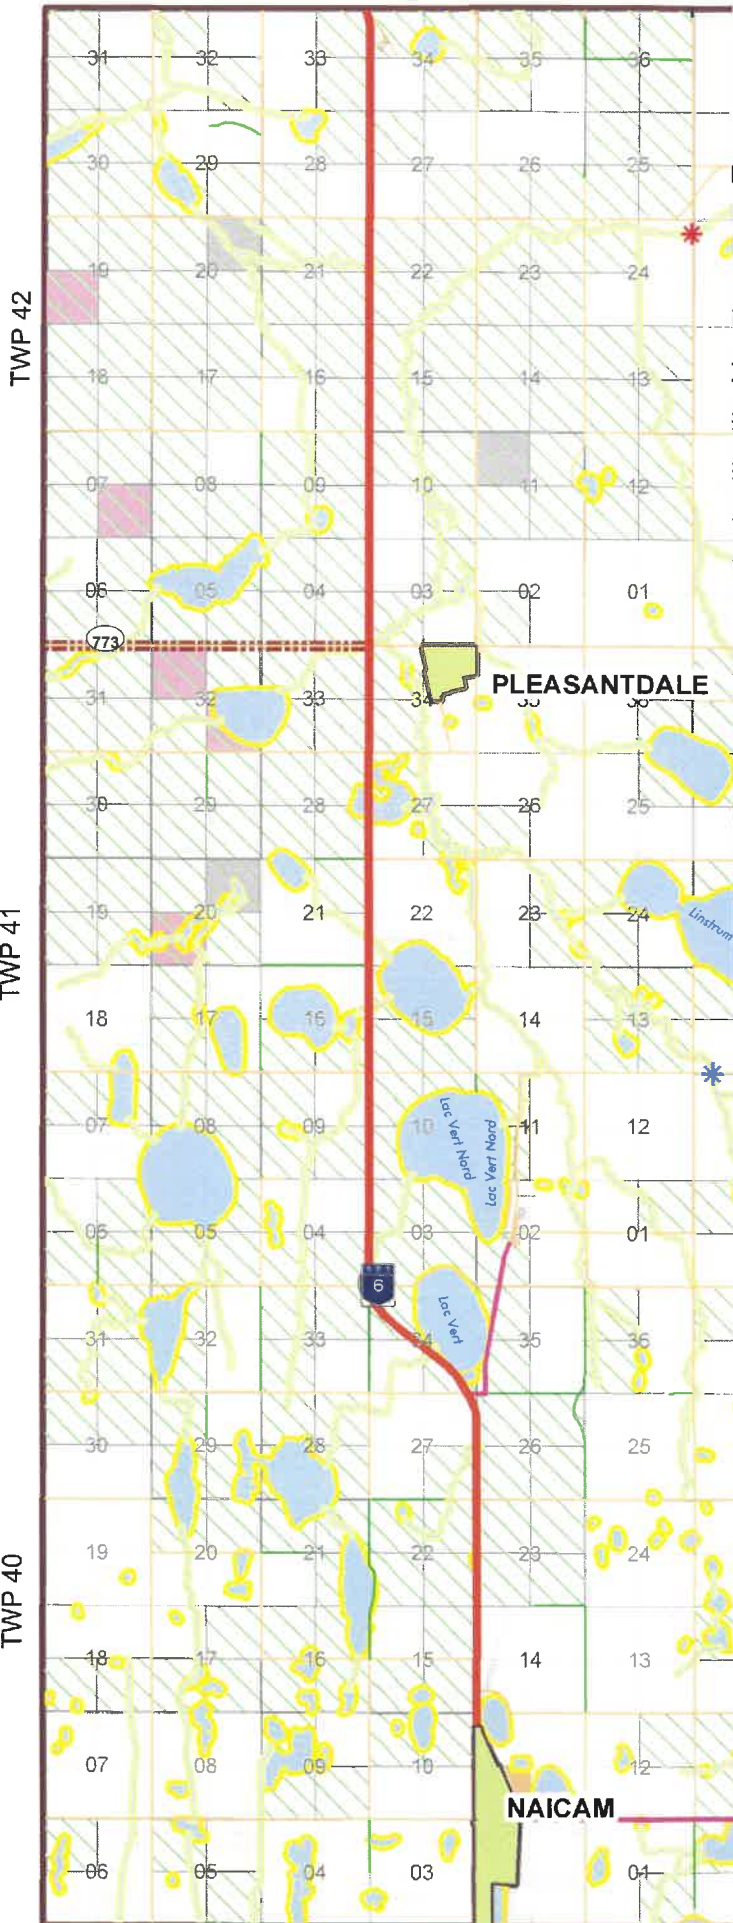 31 32 33 34 35 36
30 29 28 27 26 25
19 20 21 22 23 24
TWP 42
18 17 16 15 14 13
07 08 09 10 11 12
06 05 04 03 02 01
773
PLEASANTDALE
31 32 33 34 35 36
30 29 28 27 26 25
19 20 21 22 23 24
Linstrum
TWP 41
18 17 16 15 14 13
07 08 09 10 11 12
Lac Vert Nord
Lac Vert Nord
05 05 04 03 02 01
6
Lac Vert
31 32 33 34 35 36
30 29 28 27 26 25
19 20 21 22 23 24
TWP 40
18 17 16 15 14 13
07 08 09 10 12
NAICAM
06 05 04 03 01